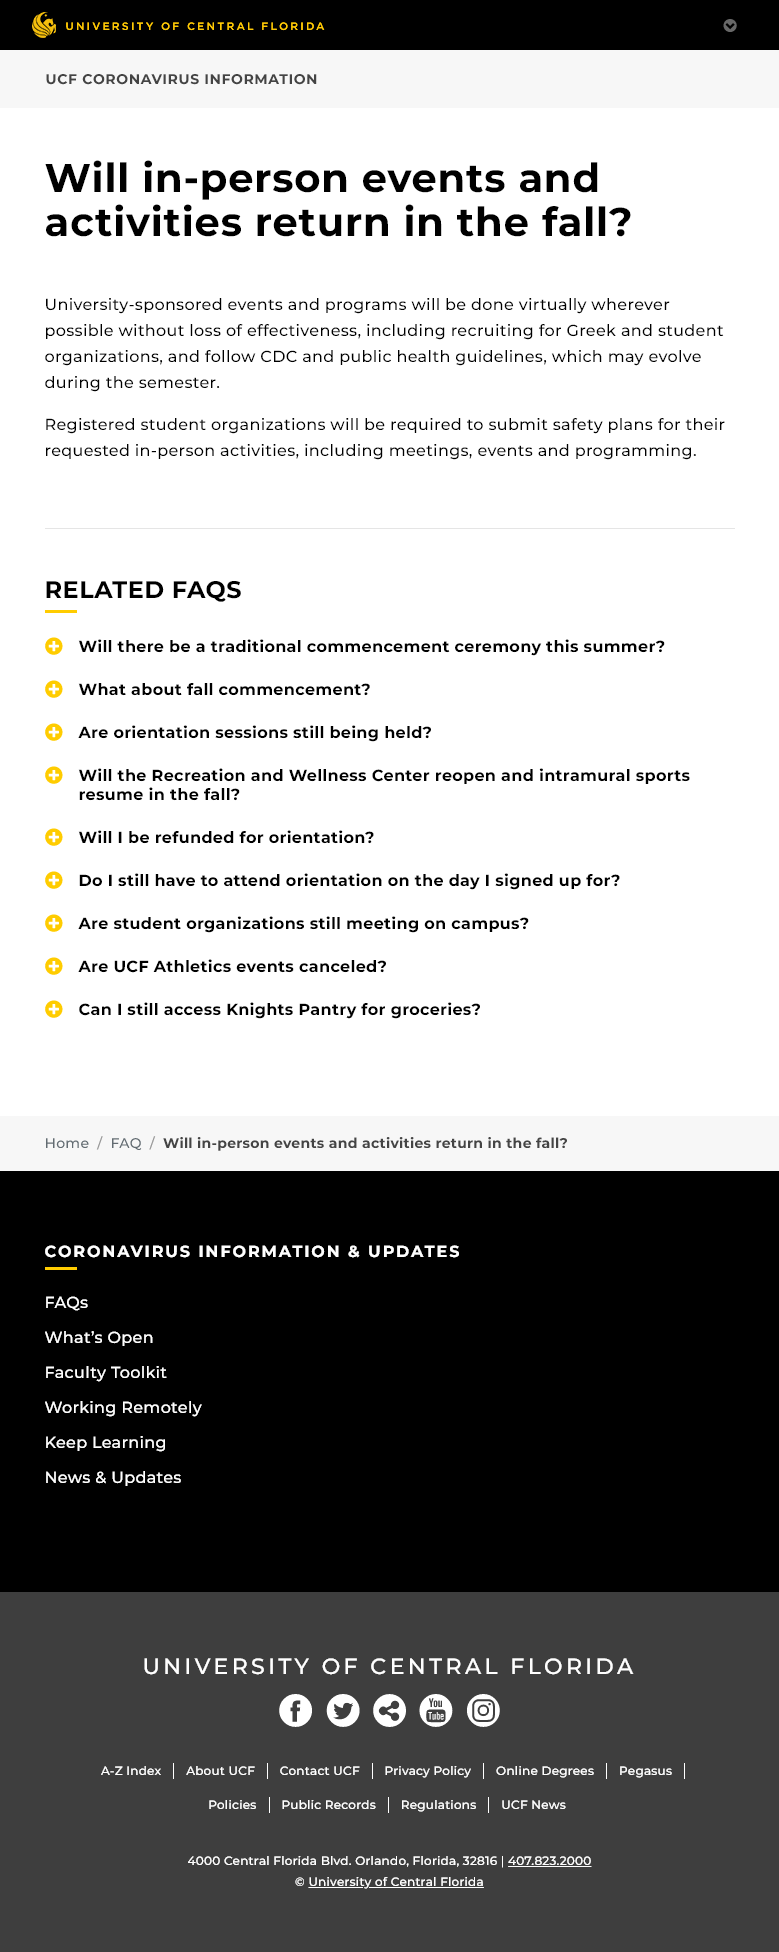 UNIVERSITY OF CENTRAL FLORIDA
UCF CORONAVIRUS INFORMATION
Will in-person events and
activities return in the fall?
University-sponsored events and programs will be done virtually wherever
possible without loss of effectiveness, including recruiting for Greek and student
organizations, and follow CDC and public health guidelines, which may evolve
during the semester.
Registered student organizations will be required to submit safety plans for their
requested in-person activities, including meetings, events and programming.
RELATED FAQS
Will there be a traditional commencement ceremony this summer?
What about fall commencement?
Are orientation sessions still being held?
Will the Recreation and Wellness Center reopen and intramural sports
resume in the fall?
Will I be refunded for orientation?
Do I still have to attend orientation on the day I signed up for?
Are student organizations still meeting on campus?
Are UCF Athletics events canceled?
Can I still access Knights Pantry for groceries?
Home / FAQ / Will in-person events and activities return in the fall?
CORONAVIRUS INFORMATION & UPDATES
FAQs
What’s Open
Faculty Toolkit
Working Remotely
Keep Learning
News & Updates
UNIVERSITY OF CENTRAL FLORIDA
You
Tube
A-Z Index | About UCF | Contact UCF | Privacy Policy | Online Degrees | Pegasus |
Policies | Public Records | Regulations | UCF News
4000 Central Florida Blvd. Orlando, Florida, 32816 | 407.823.2000
© University of Central Florida